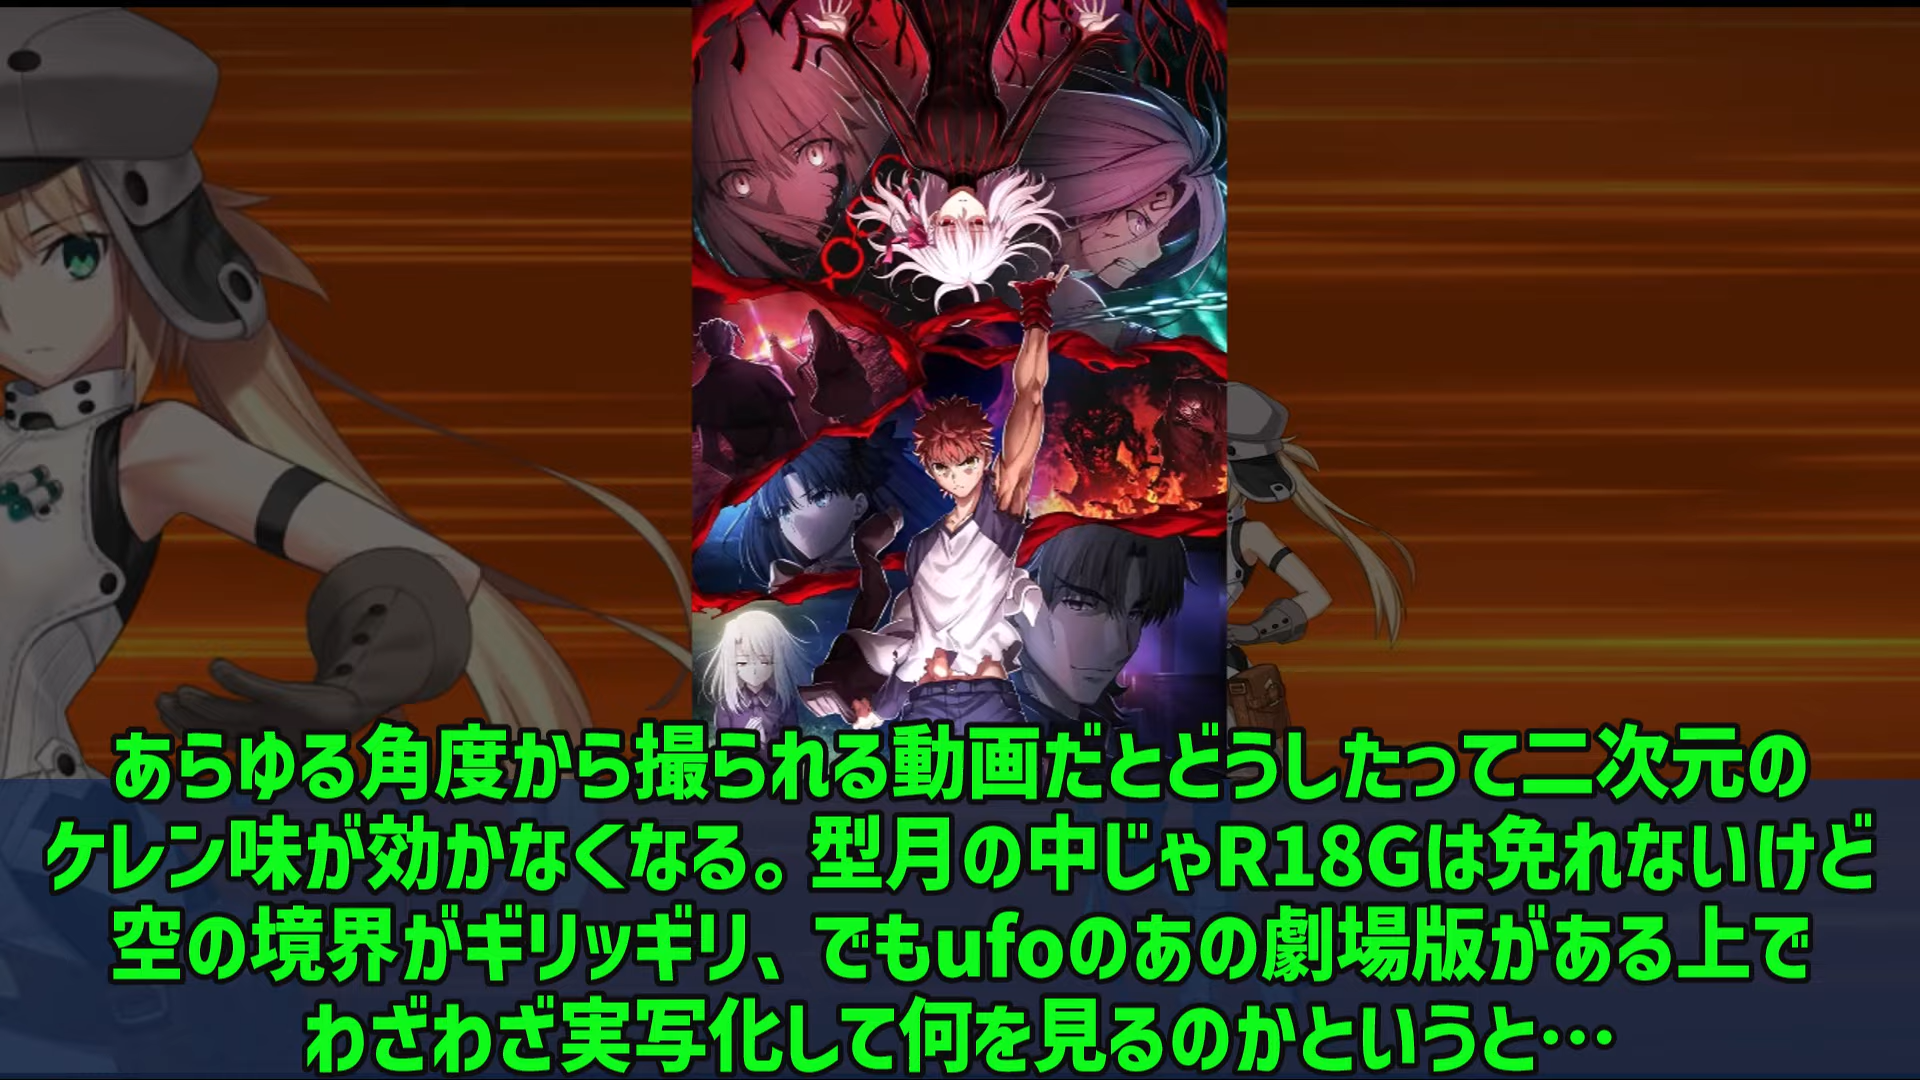 あらゆる角度から撮られる動画だとどうしたって二次元の
ケレン味が効かなくなる。型月の中じゃR18Gは免れないけど
空の境界がギリッギリ、でもufoのあの劇場版がある上で
わざわざ実写化して何を見るのかというと…